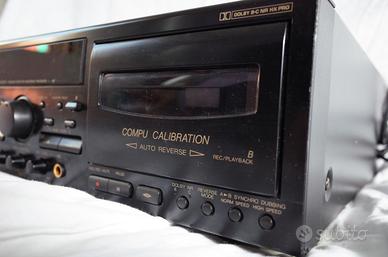 DOLBY B-C NR HX PRO
COMPU CALIBRATION
AUTO REVERSE
B
REC/PLAYBACK
DOLBY NR
REVERSE MODE
A►B SYNCHRO DUBBING
NORM SPEED
HIGH SPEED
subito